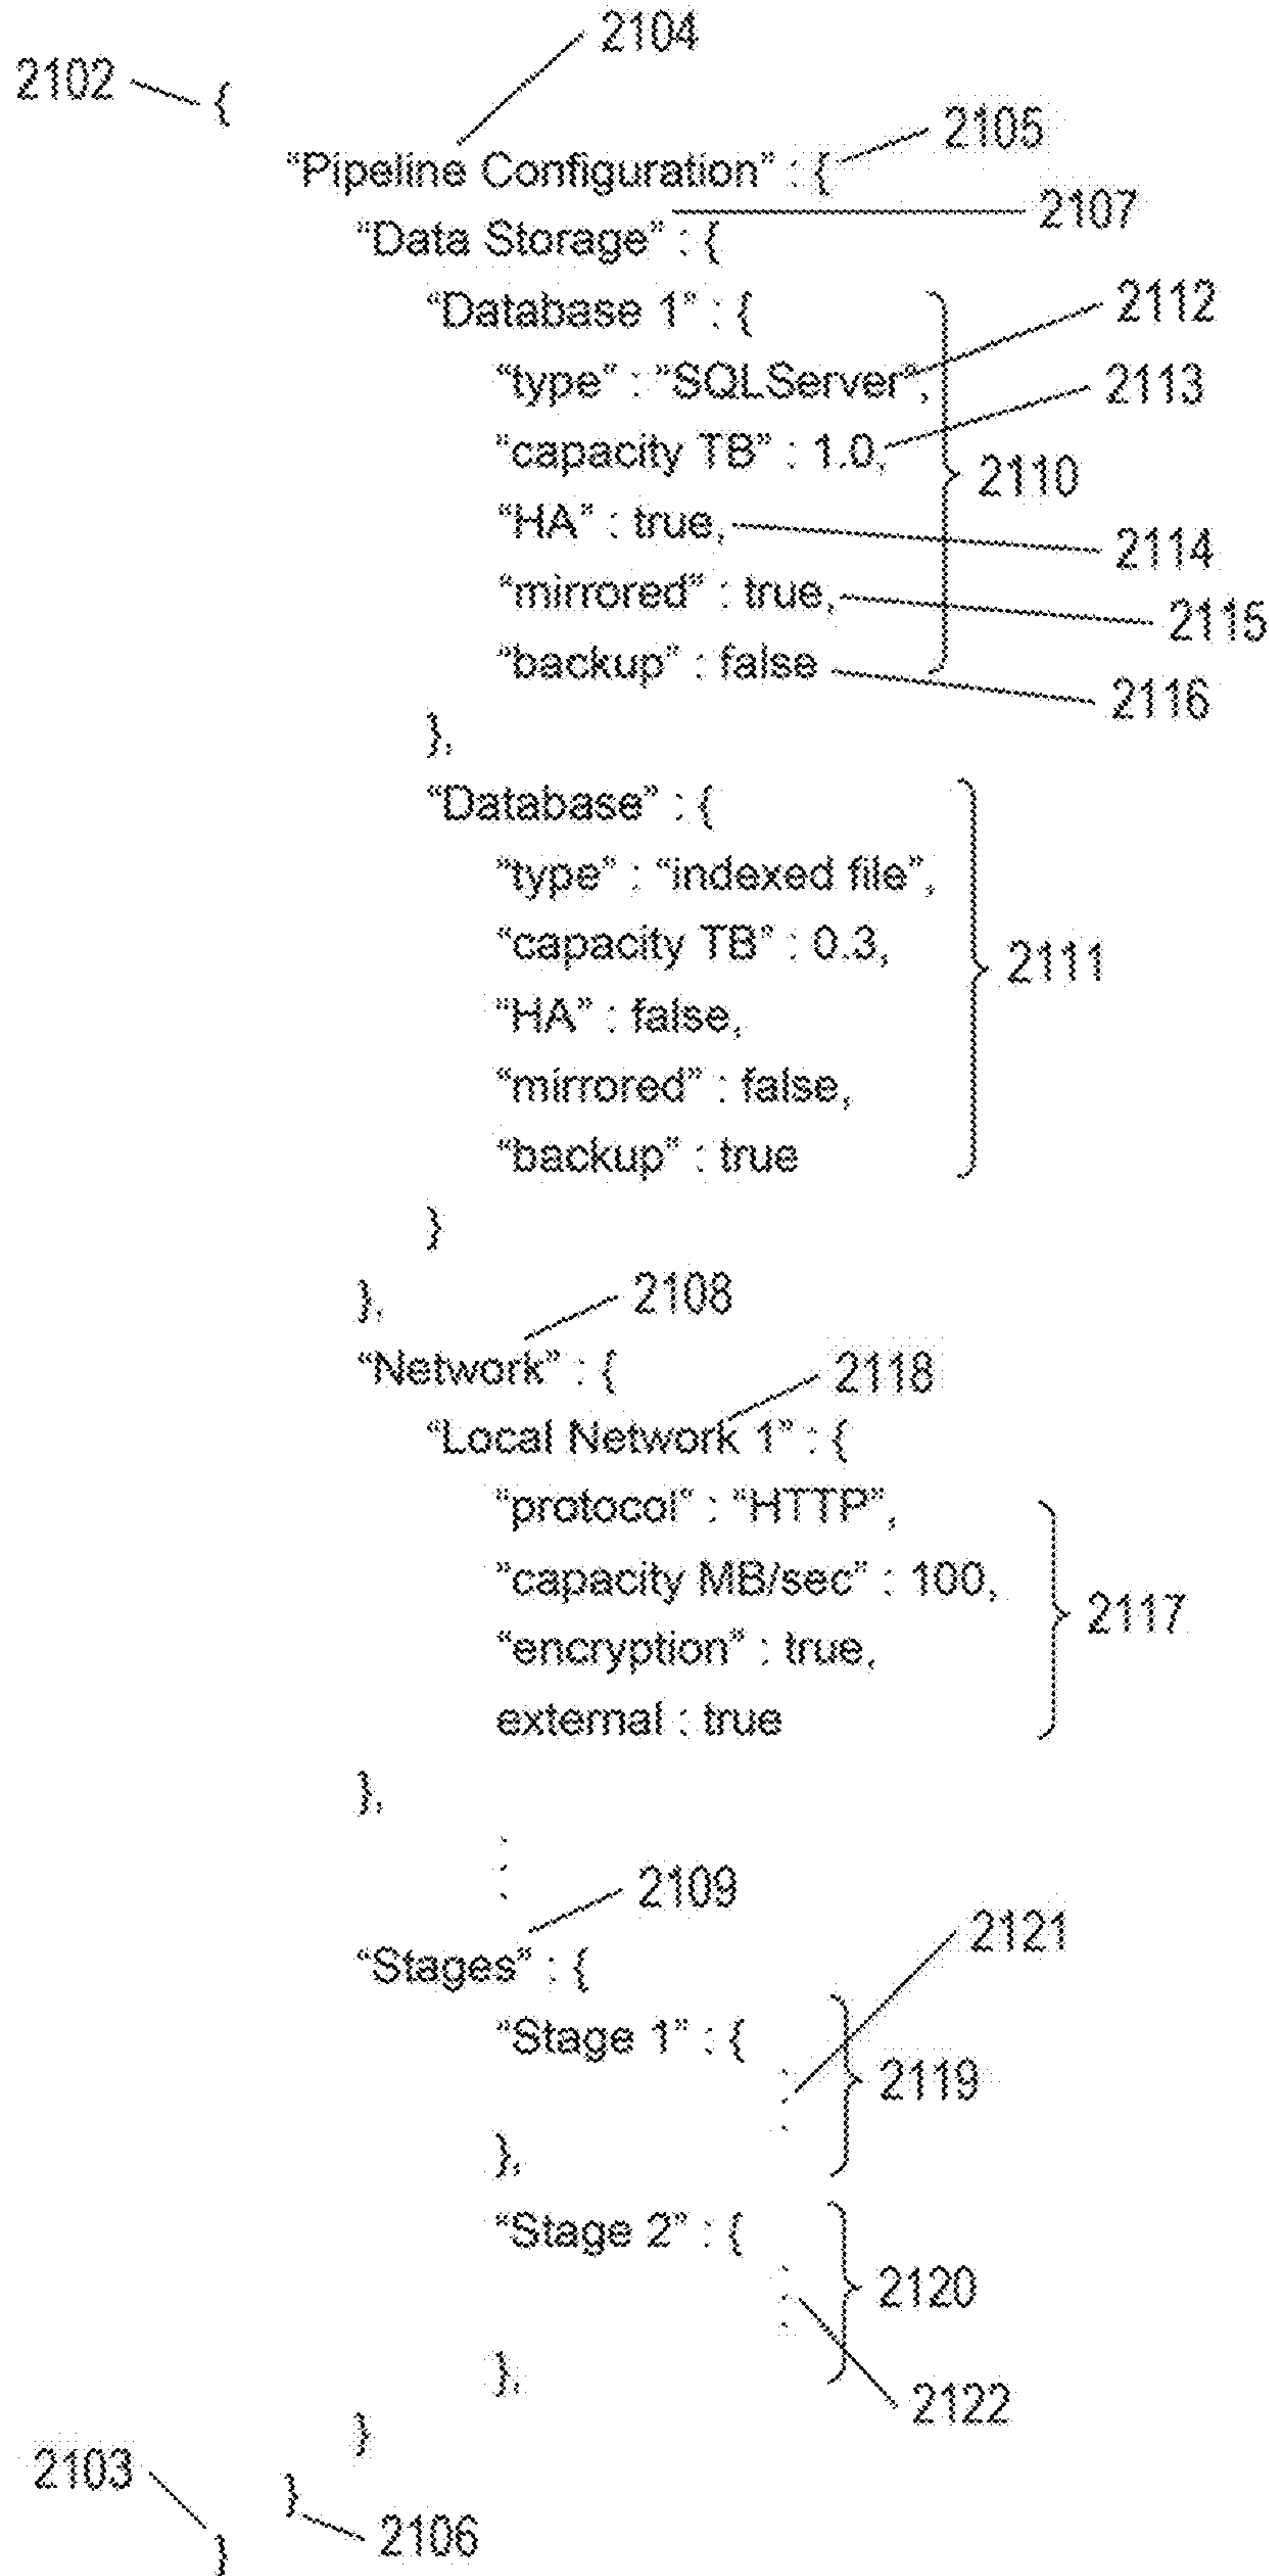 2104
2102 {
2105
“Pipeline Configuration” : {
2107
“Data Storage” : {
“Database 1” : {
2112
“type” : “SQLServer”,
2113
“capacity TB” : 1.0,
2110
“HA” : true,
2114
“mirrored” : true,
2115
“backup” : false
2116
},
“Database” : {
“type” : “indexed file”,
“capacity TB” : 0.3,
2111
“HA” : false,
“mirrored” : false,
“backup” : true
}
},
2108
“Network” : {
2118
“Local Network 1” : {
“protocol” : “HTTP”,
“capacity MB/sec” : 100,
2117
“encryption” : true,
external : true
},
:
2109
2121
“Stages” : {
“Stage 1” : {
:
2119
},
“Stage 2” : {
:
2120
},
2122
}
2103
}
2106
}